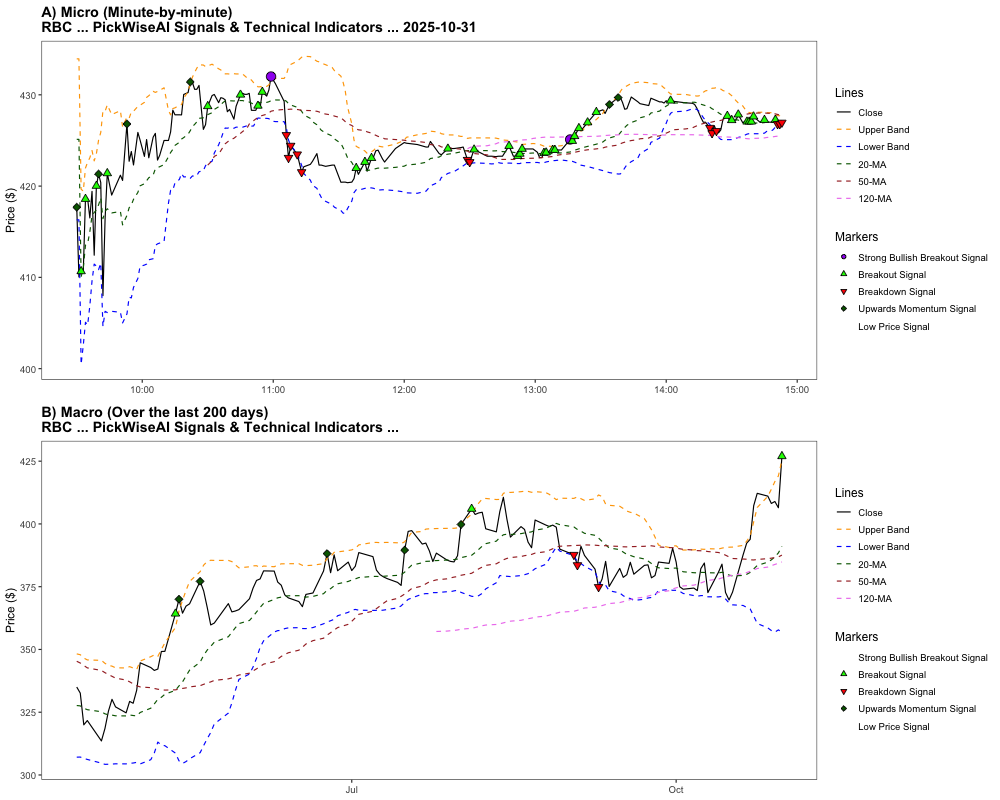 A) Micro (Minute-by-minute)
RBC ... PickWiseAI Signals & Technical Indicators ... 2025-10-31
Price ($)
430
420
410
400
10:00
11:00
12:00
13:00
14:00
15:00
Lines
Close
Upper Band
Lower Band
20-MA
50-MA
120-MA
Markers
Strong Bullish Breakout Signal
Breakout Signal
Breakdown Signal
Upwards Momentum Signal
Low Price Signal
B) Macro (Over the last 200 days)
RBC ... PickWiseAI Signals & Technical Indicators ...
Price ($)
425
400
375
350
325
300
Jul
Oct
Lines
Close
Upper Band
Lower Band
20-MA
50-MA
120-MA
Markers
Strong Bullish Breakout Signal
Breakout Signal
Breakdown Signal
Upwards Momentum Signal
Low Price Signal